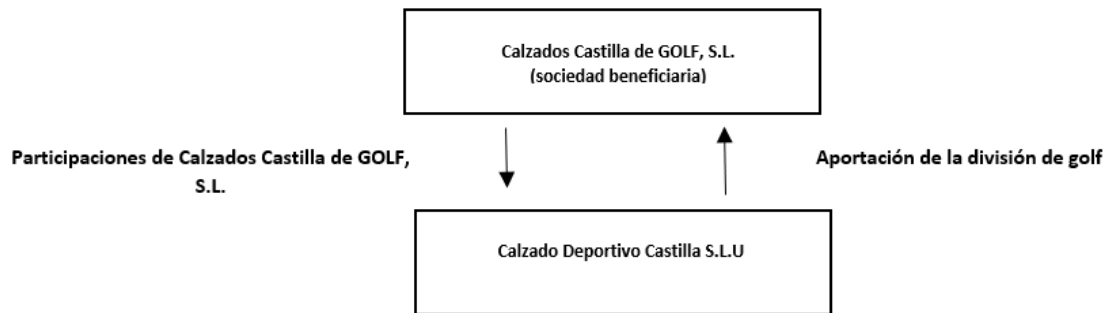 Calzados Castilla de GOLF, S.L.
(sociedad beneficiaria)
Participaciones de Calzados Castilla de GOLF,
S.L.
Aportación de la división de golf
Calzado Deportivo Castilla S.L.U